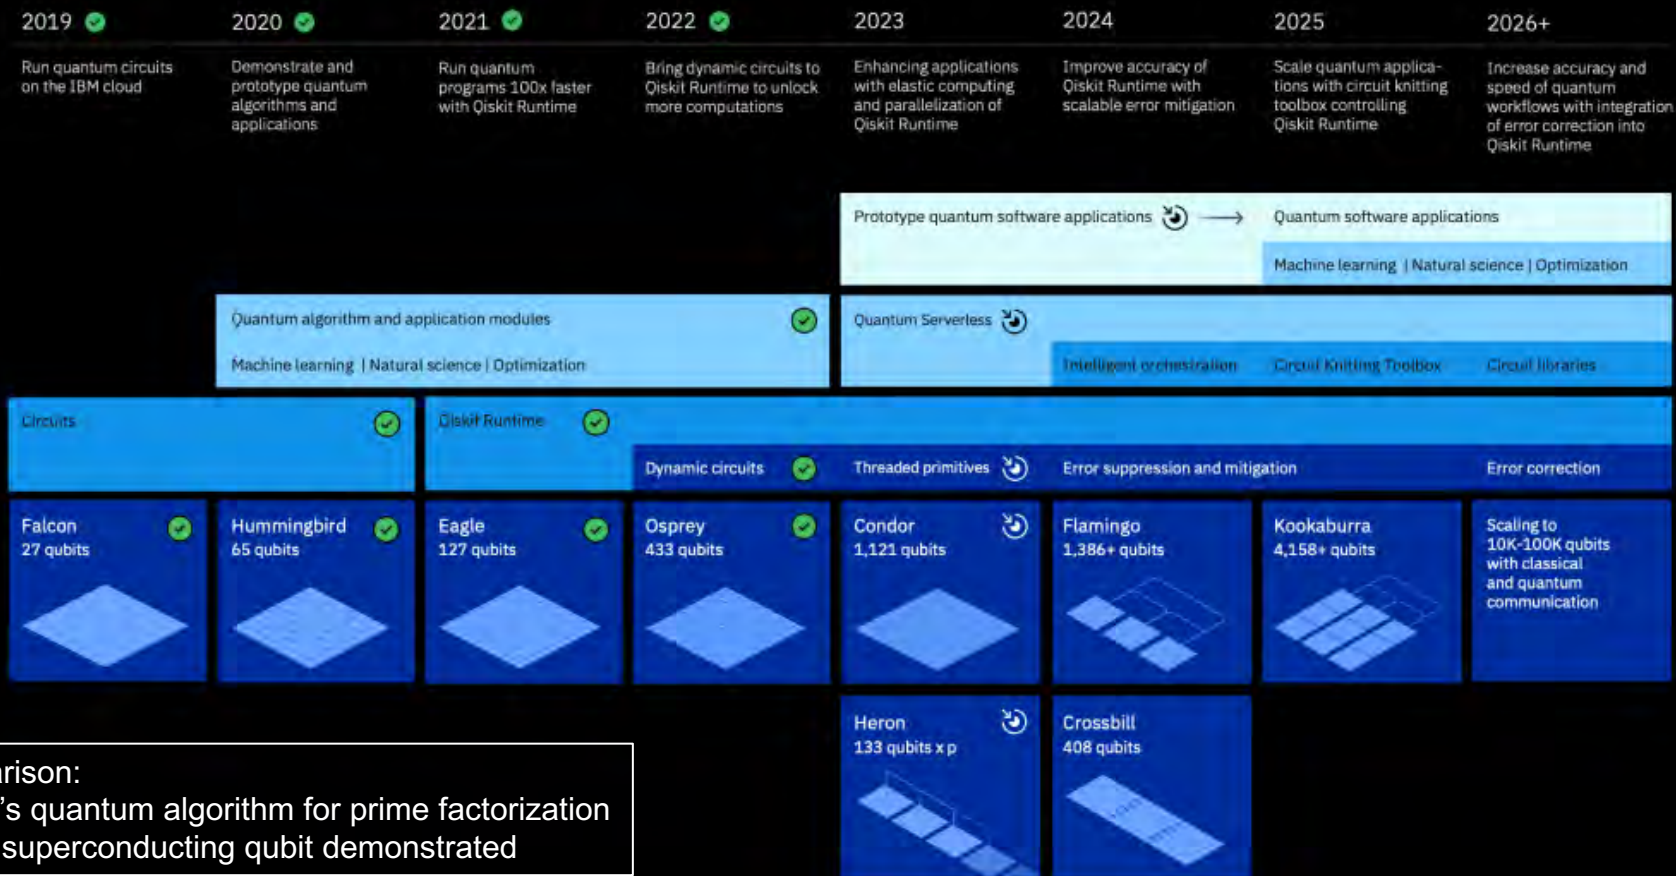 2019
2020
2021
2022
2023
2024
2025
2026+
Run quantum circuits
on the IBM cloud
Demonstrate and
prototype quantum
algorithms and
applications
Run quantum
programs 100x faster
with Qiskit Runtime
Bring dynamic circuits to
Qiskit Runtime to unlock
more computations
Enhancing applications
with elastic computing
and parallelization of
Qiskit Runtime
Improve accuracy of
Qiskit Runtime with
scalable error mitigation
Scale quantum applica-
tions with circuit knitting
toolbox controlling
Qiskit Runtime
Increase accuracy and
speed of quantum
workflows with integration
of error correction into
Qiskit Runtime
Prototype quantum software applications →
Quantum software applications
Machine learning | Natural science | Optimization
Quantum algorithm and application modules
Machine learning | Natural science | Optimization
Quantum Serverless
Intelligent orchestration
Circuit Knitting Toolbox
Circuit libraries
Circuits
Qiskit Runtime
Dynamic circuits
Threaded primitives
Error suppression and mitigation
Error correction
Falcon
27 qubits
Hummingbird
65 qubits
Eagle
127 qubits
Osprey
433 qubits
Condor
1,121 qubits
Flamingo
1,386+ qubits
Kookaburra
4,158+ qubits
Scaling to
10K-100K qubits
with classical
and quantum
communication
Heron
133 qubits x p
Crossbill
408 qubits
arison:
's quantum algorithm for prime factorization
superconducting qubit demonstrated